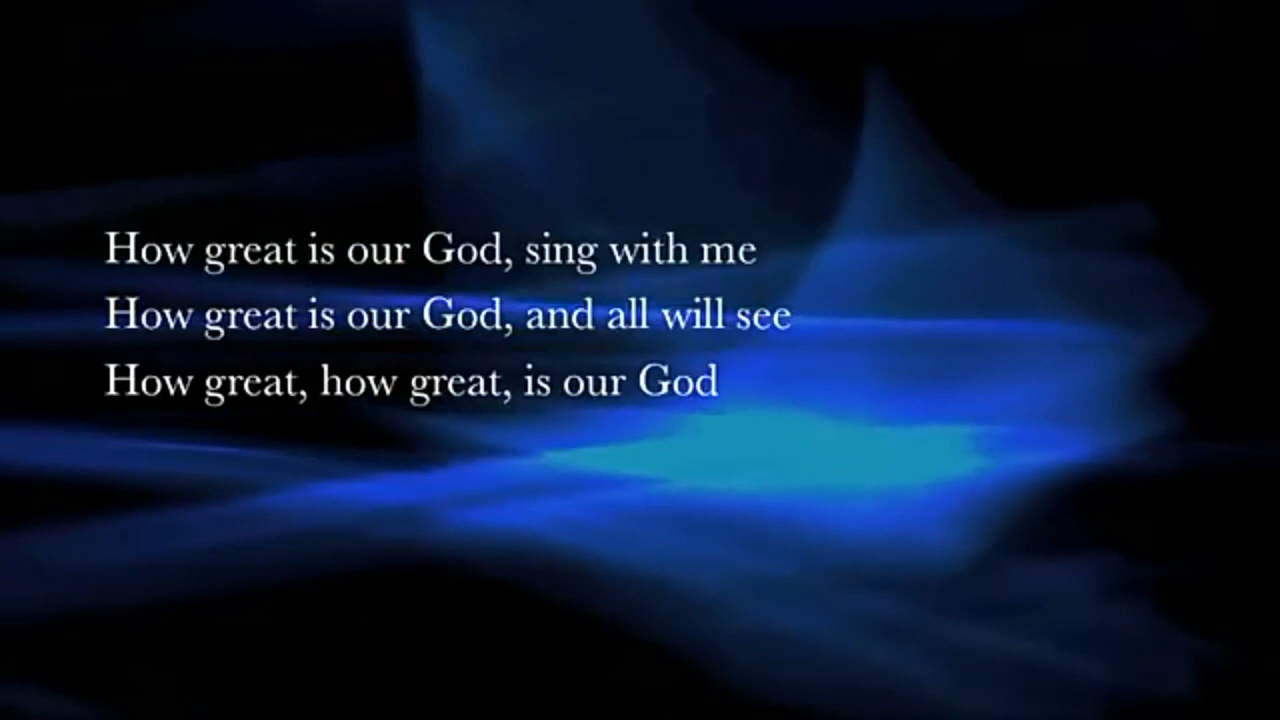 How great is our God, sing with me
How great is our God, and all will see
How great, how great, is our God